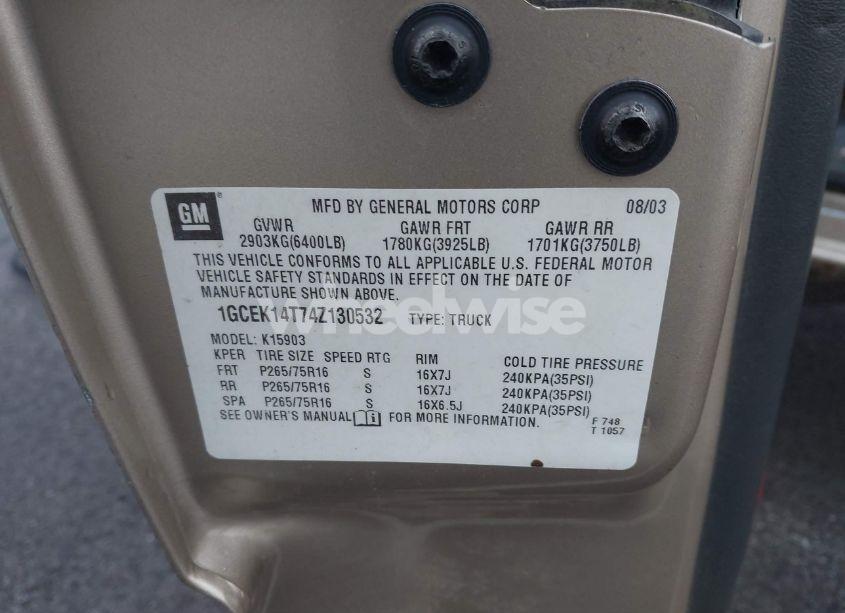 GM
MFD BY GENERAL MOTORS CORP 08/03
GVWR GAWR FRT GAWR RR
2903KG(6400LB) 1780KG(3925LB) 1701KG(3750LB)
THIS VEHICLE CONFORMS TO ALL APPLICABLE U.S. FEDERAL MOTOR
VEHICLE SAFETY STANDARDS IN EFFECT ON THE DATE OF
MANUFACTURE SHOWN ABOVE.
wheelwise
1GCEK14T74Z130532 TYPE: TRUCK
MODEL: K15903
KPER TIRE SIZE SPEED RTG RIM COLD TIRE PRESSURE
FRT P265/75R16 S 16X7J 240KPA(35PSI)
RR P265/75R16 S 16X7J 240KPA(35PSI)
SPA P265/75R16 S 16X6.5J 240KPA(35PSI)
SEE OWNER'S MANUAL FOR MORE INFORMATION.
F 748
T 1057